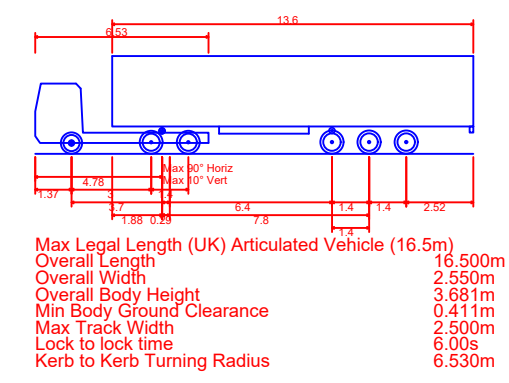 13.6
6.53
Max 90° Horiz
Max 10° Vert
4.78
1.37 3 1.4
3.7 6.4 1.4 1.4 2.52
1.88 0.29 7.8
1.4
Max Legal Length (UK) Articulated Vehicle (16.5m)
Overall Length 16.500m
Overall Width 2.550m
Overall Body Height 3.681m
Min Body Ground Clearance 0.411m
Max Track Width 2.500m
Lock to lock time 6.00s
Kerb to Kerb Turning Radius 6.530m